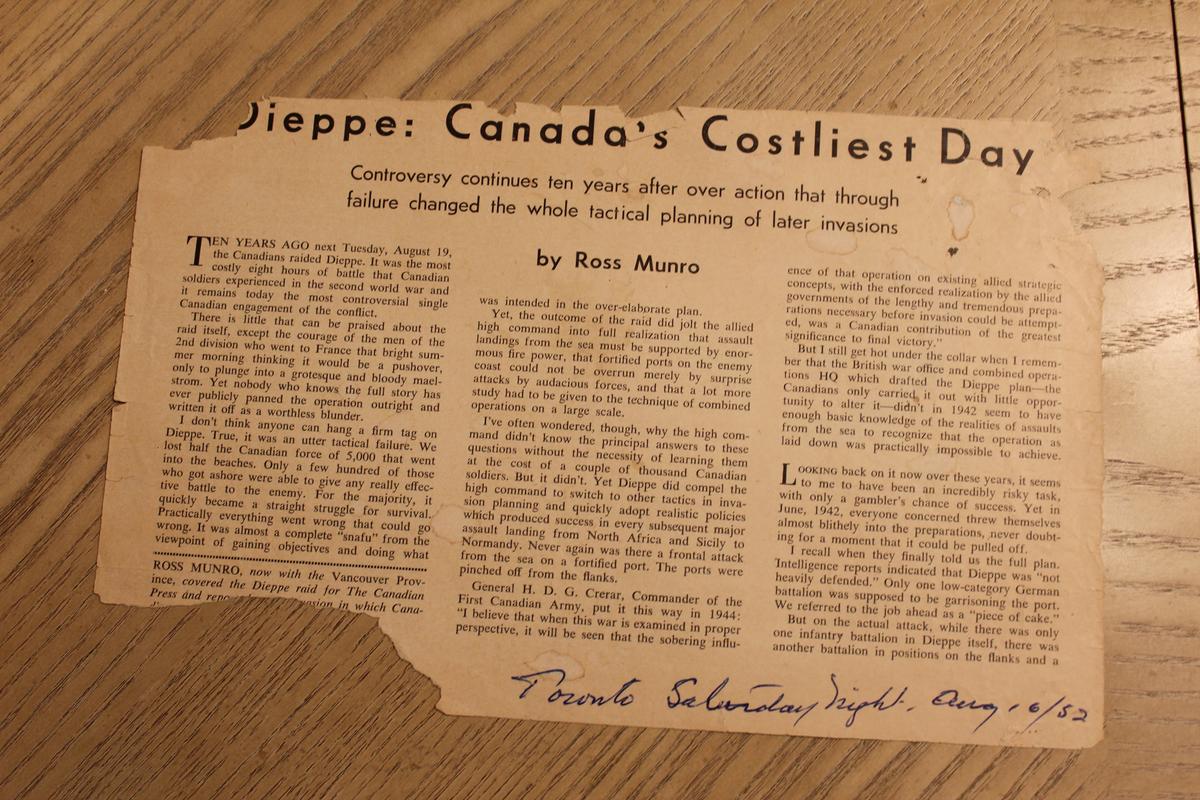 Dieppe: Canada's Costliest Day
Controversy continues ten years after over action that through
failure changed the whole tactical planning of later invasions
by Ross Munro
TEN YEARS AGO next Tuesday, August 19,
the Canadians raided Dieppe. It was the most
costly eight hours of battle that Canadian
soldiers experienced in the second world war and
it remains today the most controversial single
Canadian engagement of the conflict.
There is little that can be praised about the
raid itself, except the courage of the men of the
2nd division who went to France that bright sum-
mer morning thinking it would be a pushover,
only to plunge into a grotesque and bloody mael-
strom. Yet nobody who knows the full story has
ever publicly panned the operation outright and
written it off as a worthless blunder.
I don't think anyone can hang a firm tag on
Dieppe. True, it was an utter tactical failure. We
lost half the Canadian force of 5,000 that went
into the beaches. Only a few hundred of those
who got ashore were able to give any really effec-
tive battle to the enemy. For the majority, it
quickly became a straight struggle for survival.
Practically everything went wrong that could go
wrong. It was almost a complete "snafu" from the
viewpoint of gaining objectives and doing what
ROSS MUNRO, now with the Vancouver Prov-
ince, covered the Dieppe raid for The Canadian
Press and in which Cana-
was intended in the over-elaborate plan.
Yet, the outcome of the raid did jolt the allied
high command into full realization that assault
landings from the sea must be supported by enor-
mous fire power, that fortified ports on the enemy
coast could not be overrun merely by surprise
attacks by audacious forces, and that a lot more
study had to be given to the technique of combined
operations on a large scale.
I've often wondered, though, why the high com-
mand didn't know the principal answers to these
questions without the necessity of learning them
at the cost of a couple of thousand Canadian
soldiers. But it didn't. Yet Dieppe did compel the
high command to switch to other tactics in inva-
sion planning and quickly adopt realistic policies
which produced success in every subsequent major
assault landing from North Africa and Sicily to
Normandy. Never again was there a frontal attack
from the sea on a fortified port. The ports were
pinched off from the flanks.
General H. D. G. Crerar, Commander of the
First Canadian Army, put it this way in 1944:
"I believe that when this war is examined in proper
perspective, it will be seen that the sobering influ-
ence of that operation on existing allied strategic
concepts, with the enforced realization by the allied
governments of the lengthy and tremendous prepa-
rations necessary before invasion could be attempt-
ed, was a Canadian contribution of the greatest
significance to final victory."
But I still get hot under the collar when I remem-
ber that the British war office and combined opera-
tions HQ which drafted the Dieppe plan—the
Canadians only carried it out with little oppor-
tunity to alter it—didn't in 1942 seem to have
enough basic knowledge of the realities of assaults
from the sea to recognize that the operation as
laid down was practically impossible to achieve.
LOOKING back on it now over these years, it seems
to me to have been an incredibly risky task,
with only a gambler's chance of success. Yet in
June, 1942, everyone concerned threw themselves
almost blithely into the preparations, never doubt-
ing for a moment that it could be pulled off.
I recall when they finally told us the full plan.
Intelligence reports indicated that Dieppe was "not
heavily defended." Only one low-category German
battalion was supposed to be garrisoning the port.
We referred to the job ahead as a "piece of cake."
But on the actual attack, while there was only
one infantry battalion in Dieppe itself, there was
another battalion in positions on the flanks and a
Toronto Saturday Night. Aug. 16/52